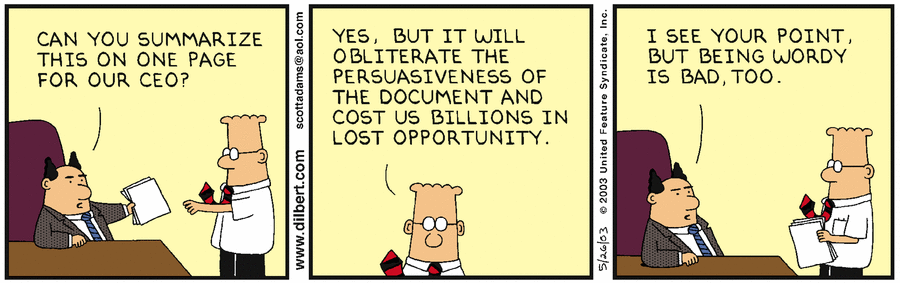 CAN YOU SUMMARIZE
THIS ON ONE PAGE
FOR OUR CEO?
www.dilbert.com
scottadams@aol.com
YES, BUT IT WILL
OBLITERATE THE
PERSUASIVENESS OF
THE DOCUMENT AND
COST US BILLIONS IN
LOST OPPORTUNITY.
5/26/03 © 2003 United Feature Syndicate, Inc.
I SEE YOUR POINT,
BUT BEING WORDY
IS BAD, TOO.